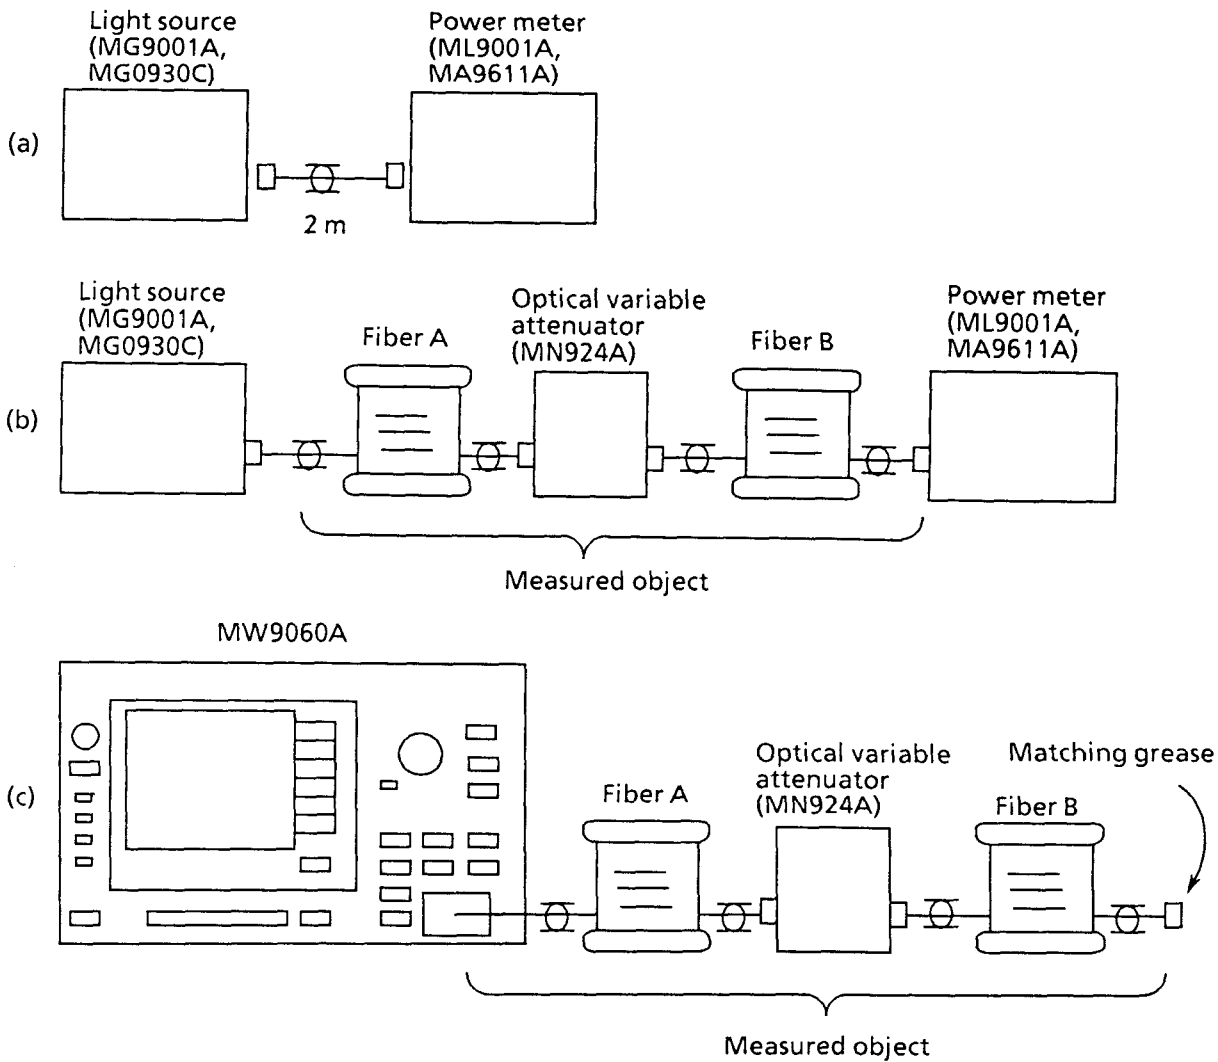 Light source
(MG9001A,
MG0930C)
Power meter
(ML9001A,
MA9611A)
(a)
2 m
Light source
(MG9001A,
MG0930C)
Fiber A
Optical variable
attenuator
(MN924A)
Fiber B
Power meter
(ML9001A,
MA9611A)
(b)
Measured object
MW9060A
(c)
Fiber A
Optical variable
attenuator
(MN924A)
Matching grease
Fiber B
Measured object